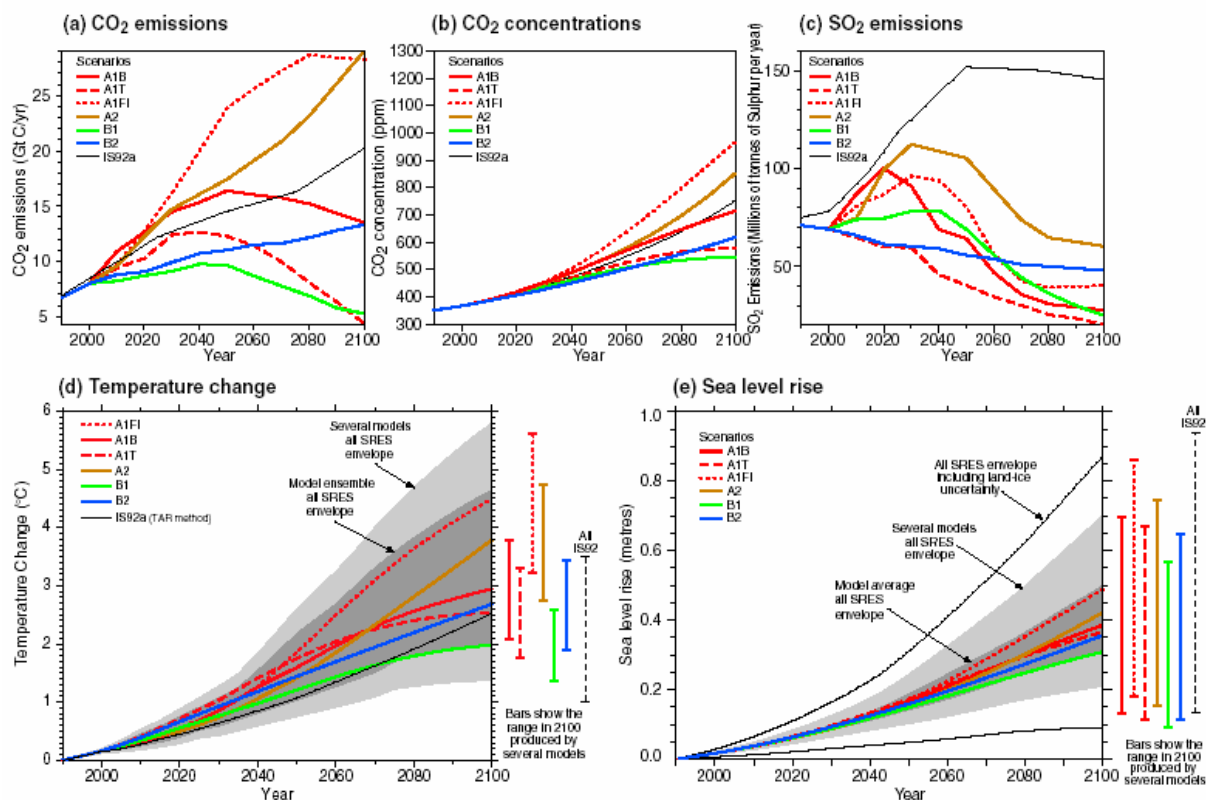 (a) CO2 emissions
CO2 emissions (Gt C/yr)
25
20
15
10
5
Scenarios
A1B
A1T
A1FI
A2
B1
B2
IS92a
2000 2020 2040 2060 2080 2100
Year
(b) CO2 concentrations
CO2 concentration (ppm)
1300
1200
1100
1000
900
800
700
600
500
400
300
Scenarios
A1B
A1T
A1FI
A2
B1
B2
IS92a
2000 2020 2040 2060 2080 2100
Year
(c) SO2 emissions
SO2 Emissions (Millions of tonnes of Sulphur per year)
150
100
50
Scenarios
A1B
A1T
A1FI
A2
B1
B2
IS92a
2000 2020 2040 2060 2080 2100
Year
(d) Temperature change
Temperature Change (°C)
6
5
4
3
2
1
0
A1FI
A1B
A1T
A2
B1
B2
IS92a (TAR method)
Several models
all SRES
envelope
Model ensemble
all SRES
envelope
All
IS92
Bars show the
range in 2100
produced by
several models
2000 2020 2040 2060 2080 2100
Year
(e) Sea level rise
Sea level rise (metres)
1.0
0.8
0.6
0.4
0.2
0.0
Scenarios
A1B
A1T
A1FI
A2
B1
B2
All SRES envelope
including land-ice
uncertainty
Several models
all SRES
envelope
Model average
all SRES
envelope
All
IS92
Bars show the
range in 2100
produced by
several models
2000 2020 2040 2060 2080 2100
Year